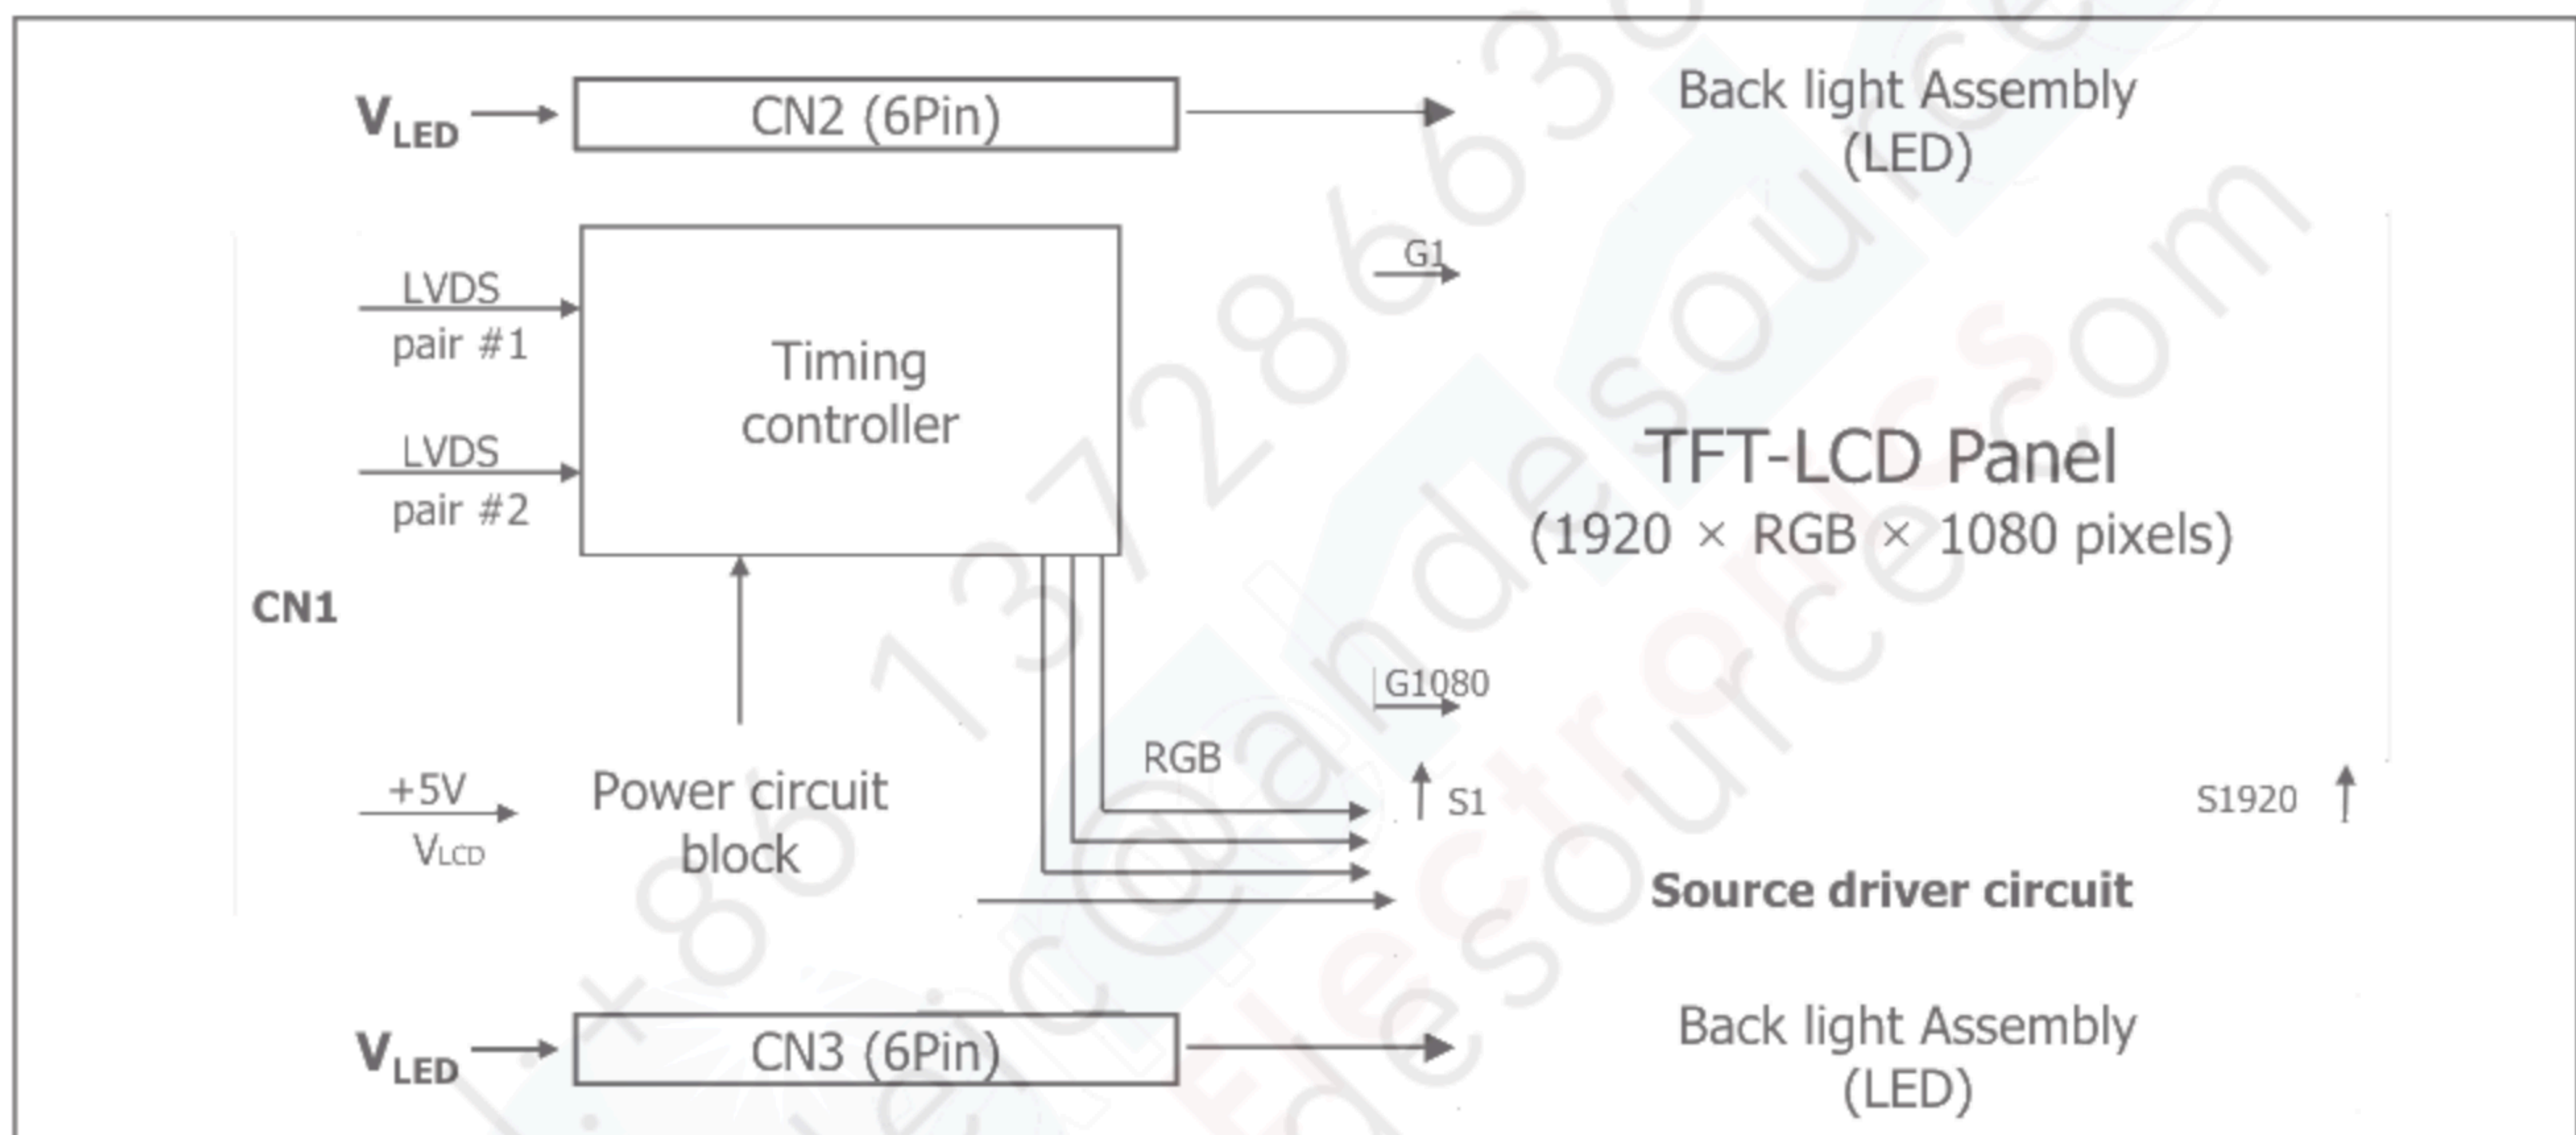 VLED
CN2 (6Pin)
Back light Assembly
(LED)
LVDS
pair #1
LVDS
pair #2
Timing
controller
G1
TFT-LCD Panel
(1920 × RGB × 1080 pixels)
CN1
G1080
+5V
VLCD
Power circuit
block
RGB
S1
S1920
Source driver circuit
VLED
CN3 (6Pin)
Back light Assembly
(LED)